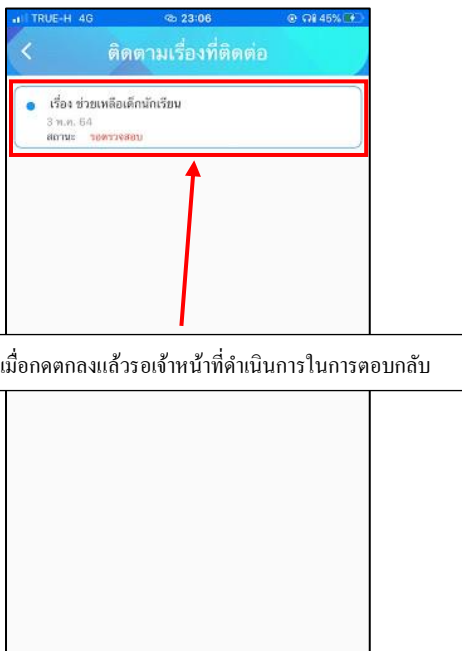 TRUE-H 4G 23:06 45%
ติดตามเรื่องที่ติดต่อ
เรื่อง ช่วยเหลือเด็กนักเรียน
3 พ.ค. 64
สถานะ รอตรวจสอบ
เมื่อกดตกลงแล้วรอเจ้าหน้าที่ดำเนินการในการตอบกลับ